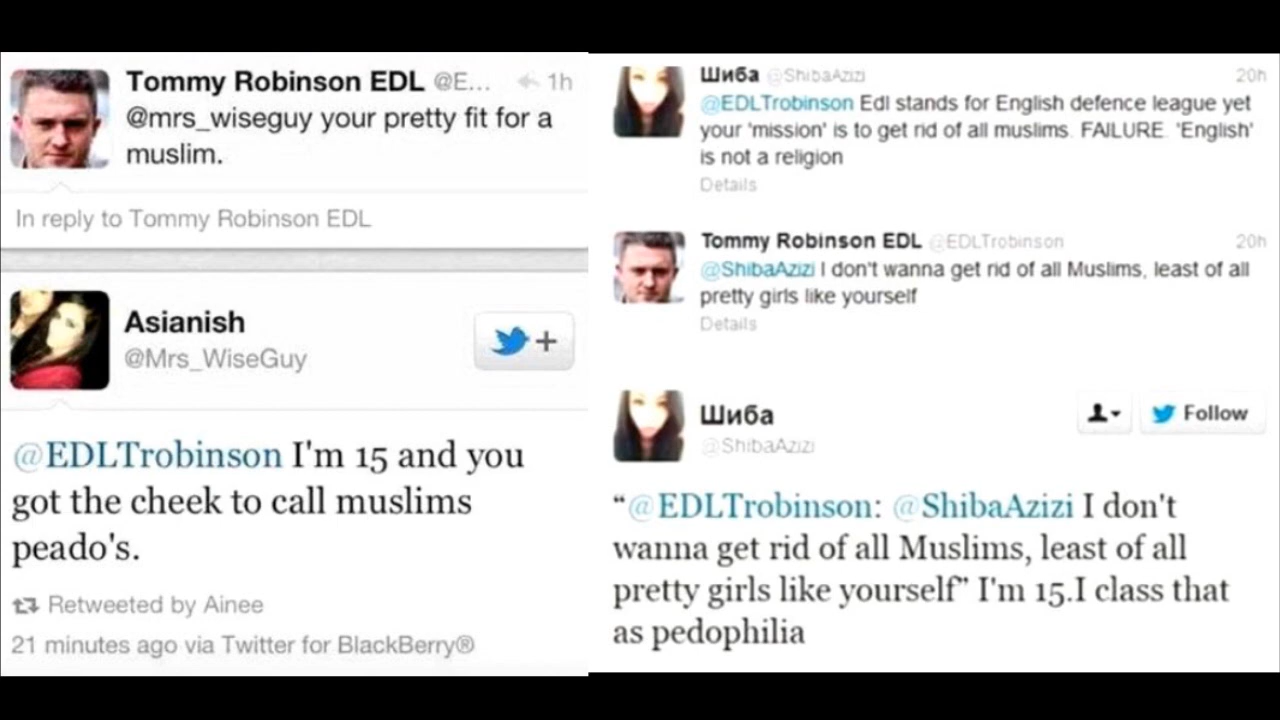 Tommy Robinson EDL @E... 1h
@mrs_wiseguy your pretty fit for a
muslim.
In reply to Tommy Robinson EDL
Asianish
@Mrs_WiseGuy
+
@EDLTrobinson I'm 15 and you
got the cheek to call muslims
peado's.
Retweeted by Ainee
21 minutes ago via Twitter for BlackBerry®
Шиба @ShibaAzizi 20h
@EDLTrobinson Edl stands for English defence league yet
your 'mission' is to get rid of all muslims. FAILURE. 'English'
is not a religion
Details
Tommy Robinson EDL @EDLTrobinson 20h
@ShibaAzizi I don't wanna get rid of all Muslims, least of all
pretty girls like yourself
Details
Шиба
@ShibaAzizi
Follow
“@EDLTrobinson: @ShibaAzizi I don't
wanna get rid of all Muslims, least of all
pretty girls like yourself” I'm 15.I class that
as pedophilia